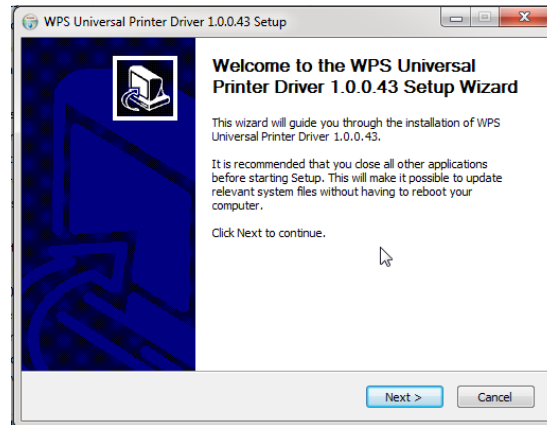 WPS Universal Printer Driver 1.0.0.43 Setup
Welcome to the WPS Universal
Printer Driver 1.0.0.43 Setup Wizard
This wizard will guide you through the installation of WPS
Universal Printer Driver 1.0.0.43.
It is recommended that you close all other applications
before starting Setup. This will make it possible to update
relevant system files without having to reboot your
computer.
Click Next to continue.
Next >
Cancel